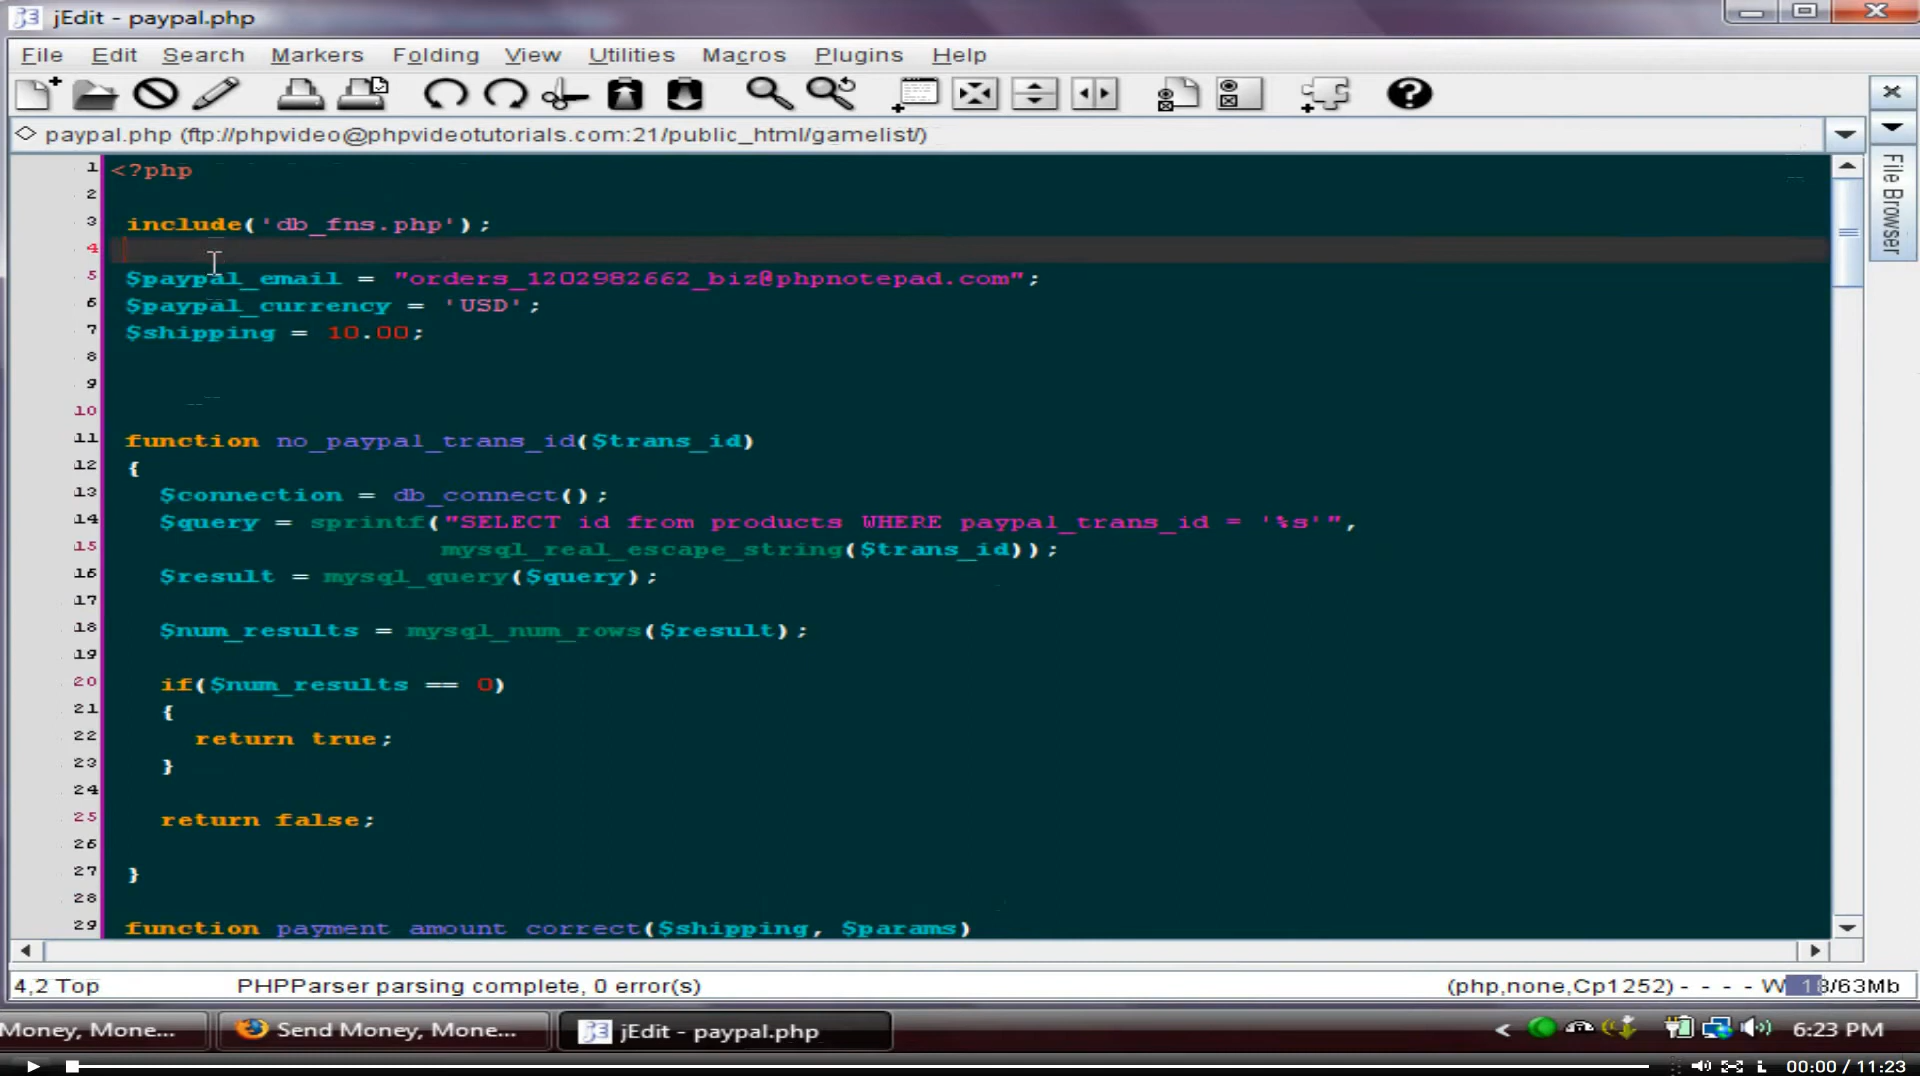 jEdit - paypal.php
File Edit Search Markers Folding View Utilities Macros Plugins Help
paypal.php (ftp://phpvideo@phpvideotutorials.com:21/public_html/gamelist/)
File Browser
1 <?php
2
3 include('db_fns.php');
4
5 $paypal_email = "orders_1202982662_biz@phpnotepad.com";
6 $paypal_currency = 'USD';
7 $shipping = 10.00;
8
9
10
11 function no_paypal_trans_id($trans_id)
12 {
13 $connection = db_connect();
14 $query = sprintf("SELECT id from products WHERE paypal_trans_id = '%s'",
15 mysql_real_escape_string($trans_id));
16 $result = mysql_query($query);
17
18 $num_results = mysql_num_rows($result);
19
20 if($num_results == 0)
21 {
22 return true;
23 }
24
25 return false;
26
27 }
28
29 function payment_amount_correct($shipping, $params)
4,2 Top PHPParser parsing complete, 0 error(s) (php,none,Cp1252)- - - - W 18/63Mb
Money, Mone... Send Money, Mone... jEdit - paypal.php 6:23 PM
00:00 / 11:23